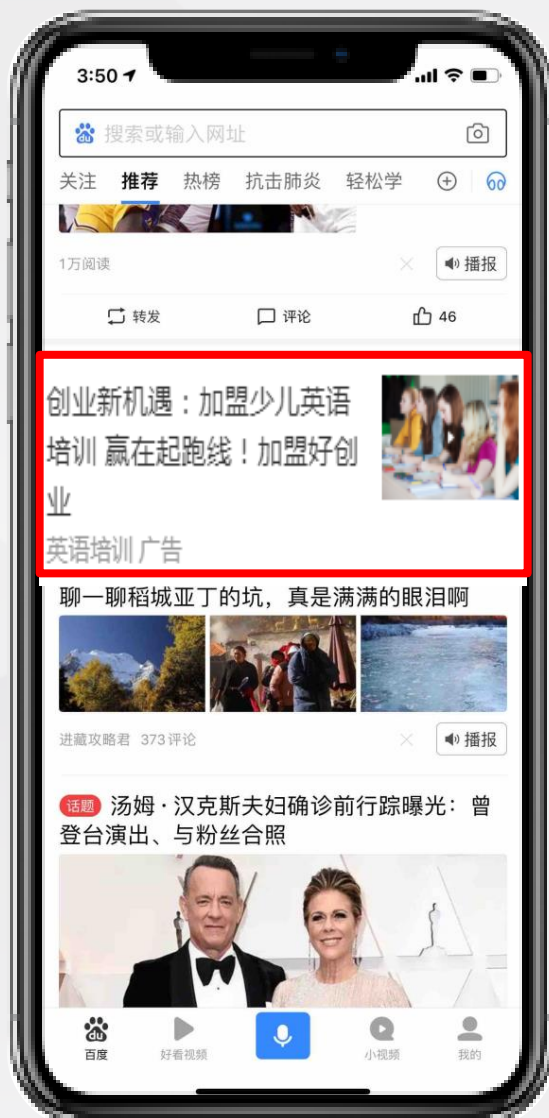 3:50
du 搜索或输入网址
关注 推荐 热榜 抗击肺炎 轻松学
1万阅读 播报
转发 评论 46
创业新机遇：加盟少儿英语
培训 赢在起跑线！加盟好创
业
英语培训 广告
聊一聊稻城亚丁的坑，真是满满的眼泪啊
进藏攻略君 373评论 播报
话题 汤姆·汉克斯夫妇确诊前行踪曝光：曾
登台演出、与粉丝合照
du
百度 好看视频 小视频 我的